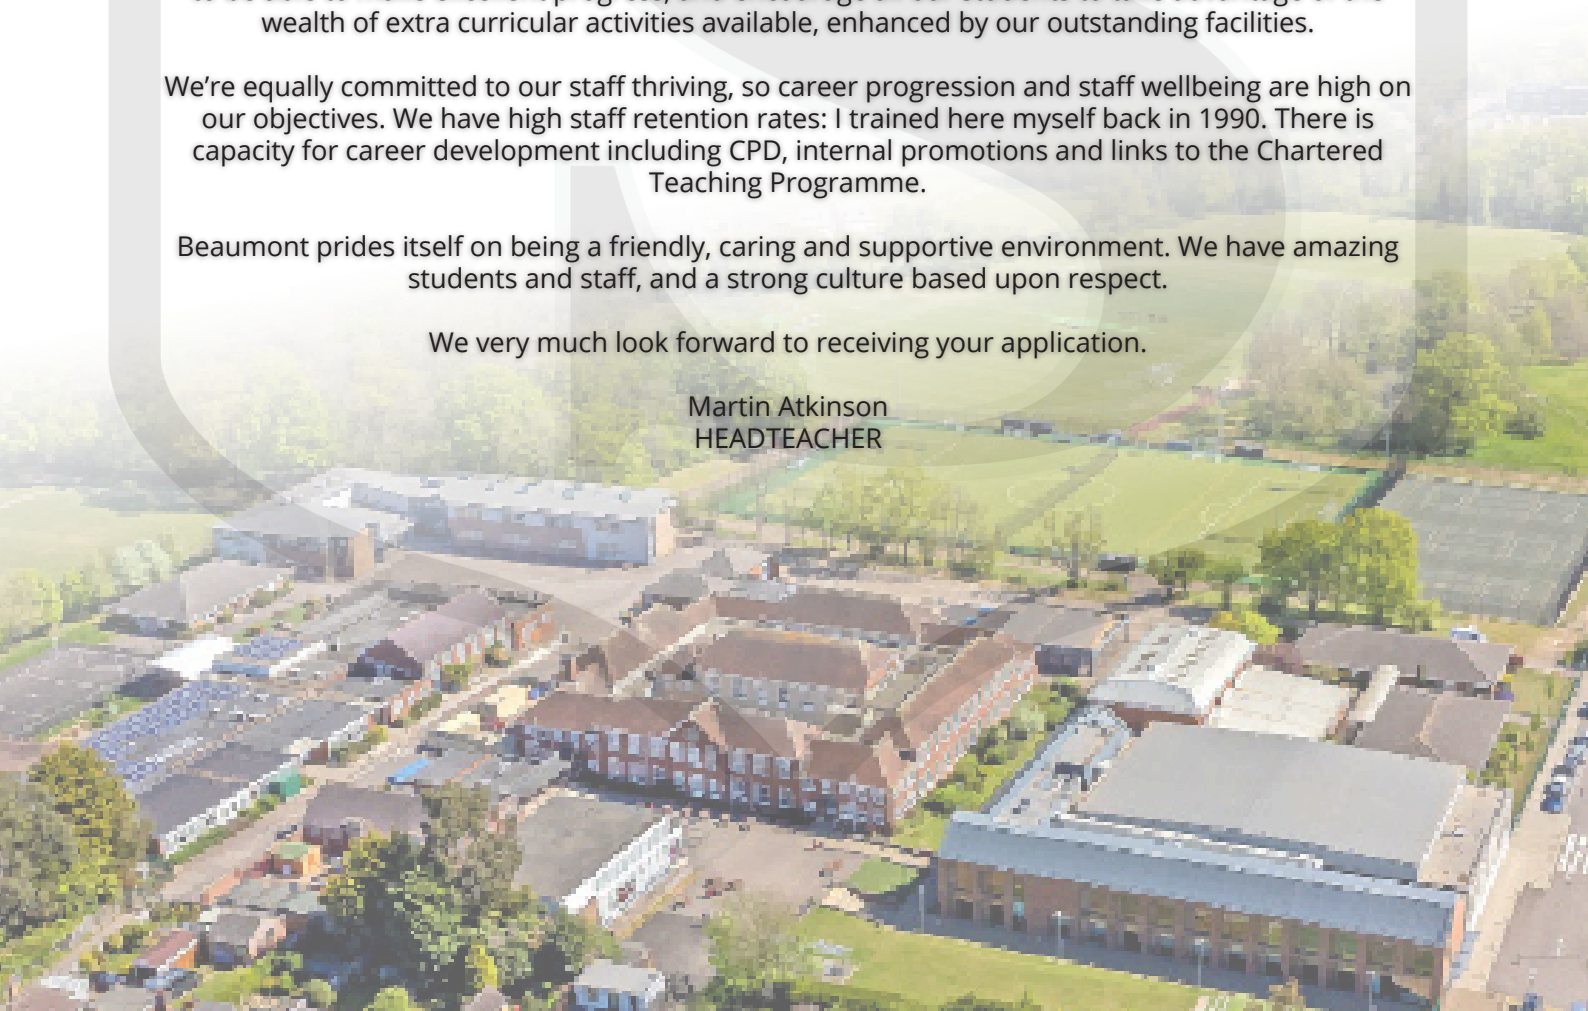 wealth of extra curricular activities available, enhanced by our outstanding facilities.
We’re equally committed to our staff thriving, so career progression and staff wellbeing are high on
our objectives. We have high staff retention rates: I trained here myself back in 1990. There is
capacity for career development including CPD, internal promotions and links to the Chartered
Teaching Programme.
Beaumont prides itself on being a friendly, caring and supportive environment. We have amazing
students and staff, and a strong culture based upon respect.
We very much look forward to receiving your application.
Martin Atkinson
HEADTEACHER